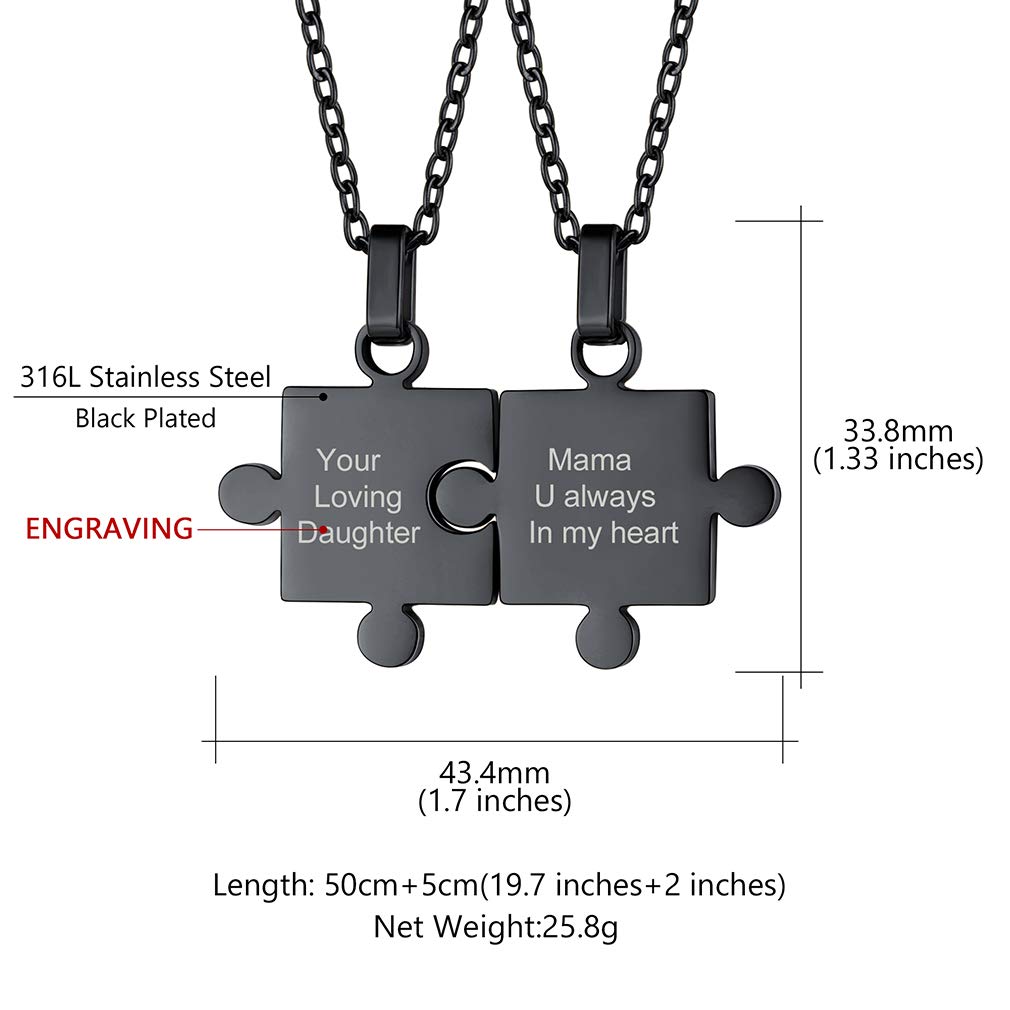 316L Stainless Steel
Black Plated
ENGRAVING
Your
Loving
Daughter
Mama
U always
In my heart
33.8mm
(1.33 inches)
43.4mm
(1.7 inches)
Length: 50cm+5cm(19.7 inches+2 inches)
Net Weight:25.8g